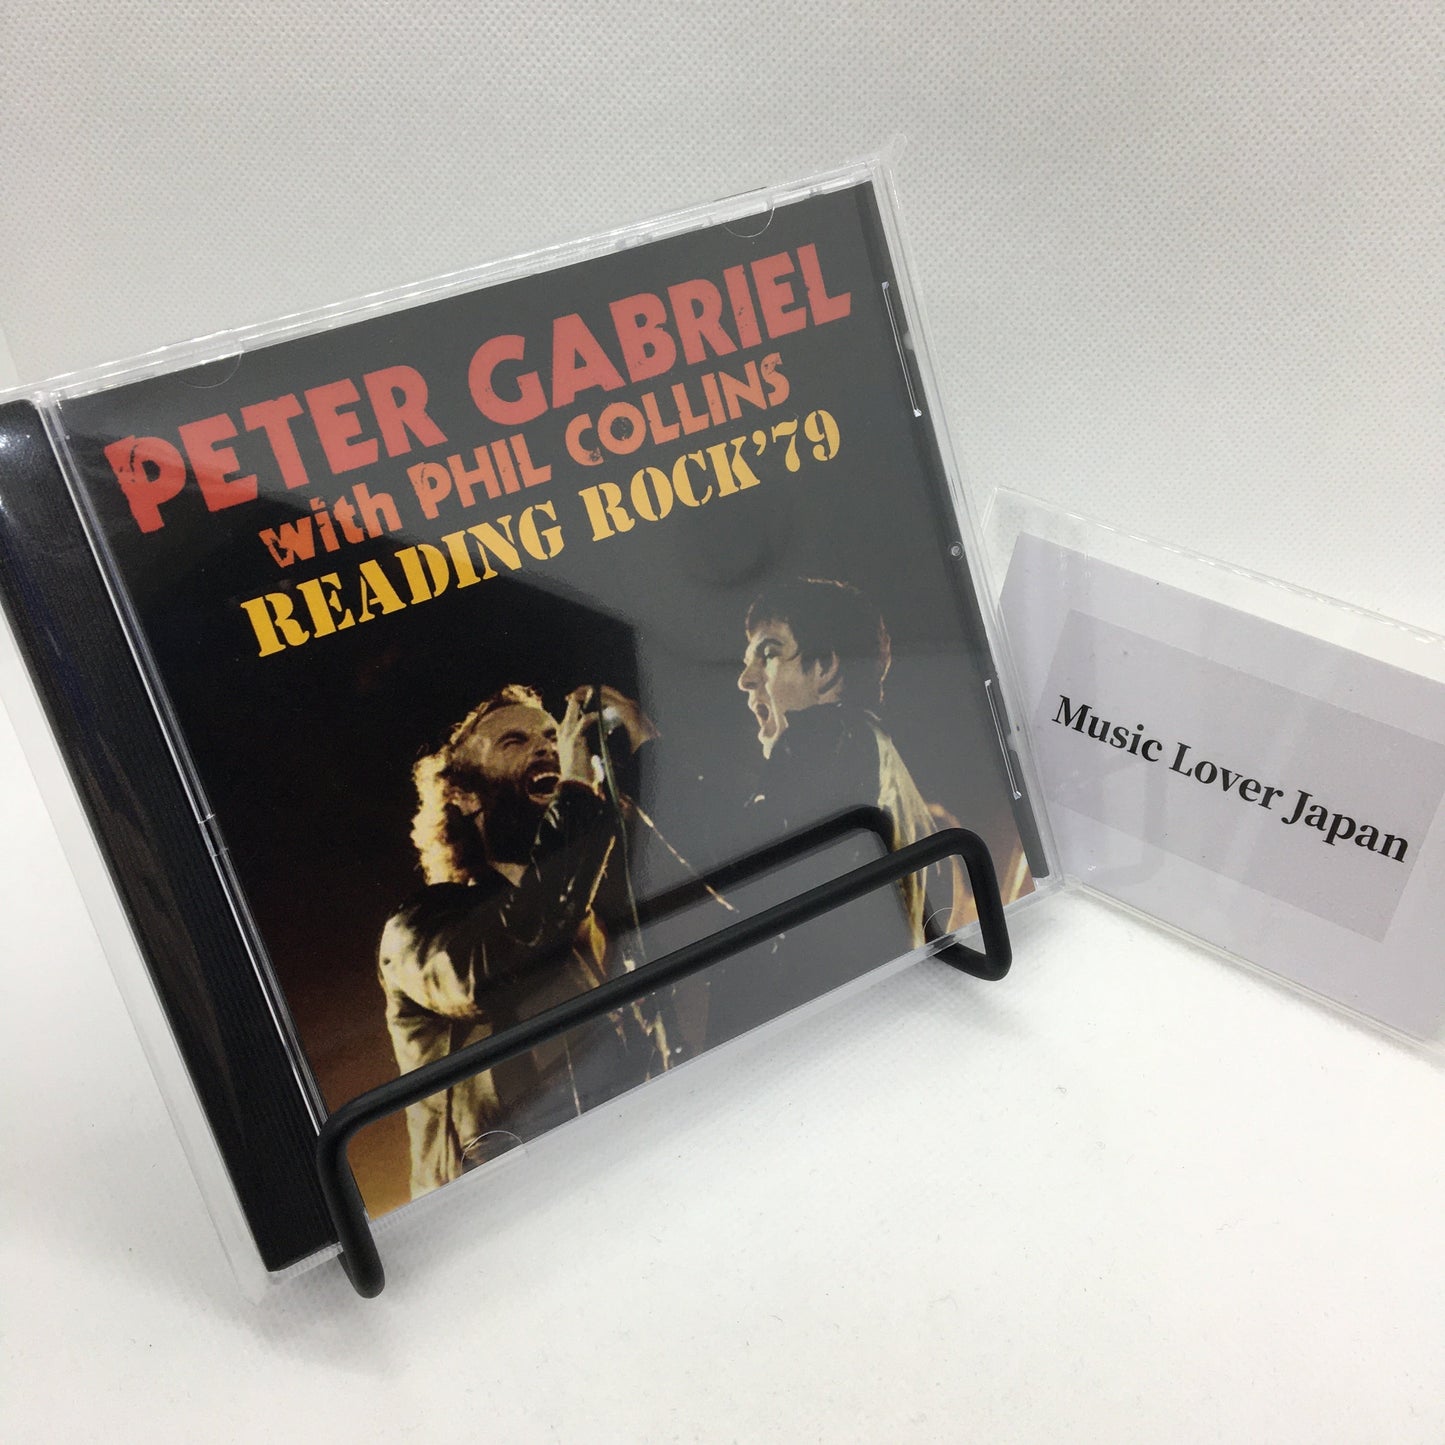 PETER GABRIEL
with PHIL COLLINS
READING ROCK'79
Music Lover Japan